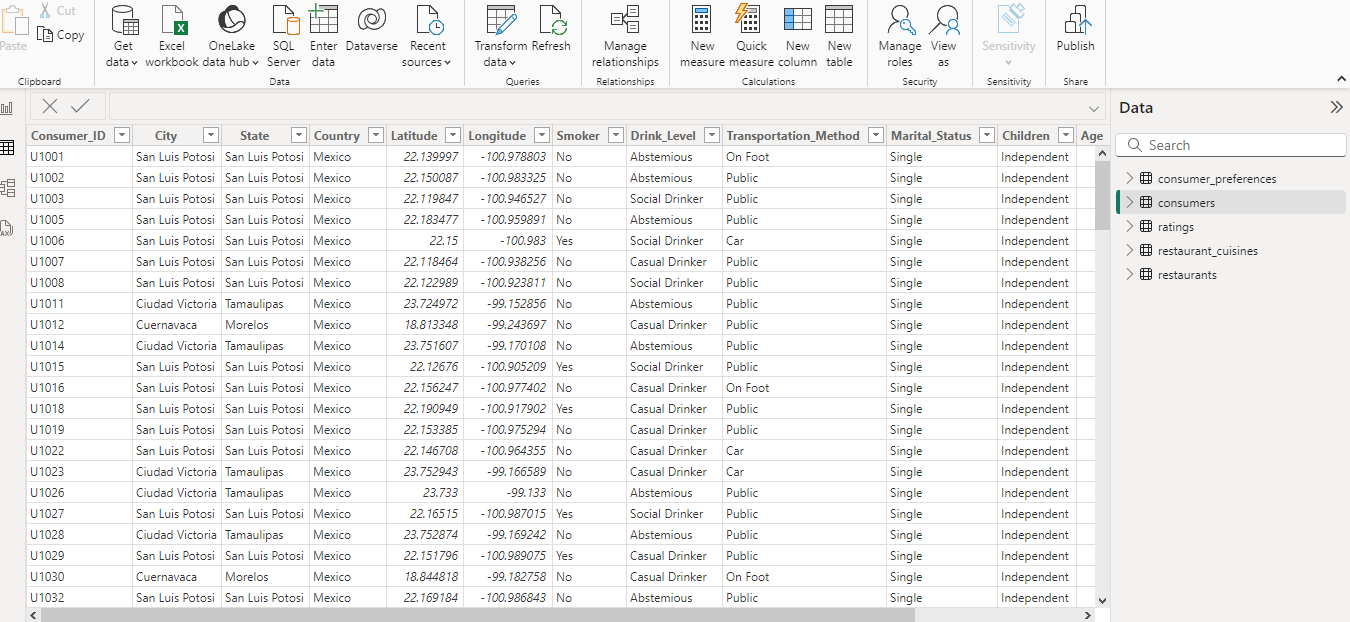 Paste Cut Copy Clipboard
Get data Excel workbook OneLake data hub SQL Server Enter data Dataverse Recent sources Data
Transform data Refresh Queries
Manage relationships Relationships
New measure Quick measure New column New table Calculations
Manage roles View as Security
Sensitivity Sensitivity
Publish Share
Consumer_ID City State Country Latitude Longitude Smoker Drink_Level Transportation_Method Marital_Status Children Age
U1001 San Luis Potosi San Luis Potosi Mexico 22.139997 -100.978803 No Abstemious On Foot Single Independent
U1002 San Luis Potosi San Luis Potosi Mexico 22.150087 -100.983325 No Abstemious Public Single Independent
U1003 San Luis Potosi San Luis Potosi Mexico 22.119847 -100.946527 No Social Drinker Public Single Independent
U1005 San Luis Potosi San Luis Potosi Mexico 22.183477 -100.959891 No Abstemious Public Single Independent
U1006 San Luis Potosi San Luis Potosi Mexico 22.15 -100.983 Yes Social Drinker Car Single Independent
U1007 San Luis Potosi San Luis Potosi Mexico 22.118464 -100.938256 No Casual Drinker Public Single Independent
U1008 San Luis Potosi San Luis Potosi Mexico 22.122989 -100.923811 No Social Drinker Public Single Independent
U1011 Ciudad Victoria Tamaulipas Mexico 23.724972 -99.152856 No Abstemious Public Single Independent
U1012 Cuernavaca Morelos Mexico 18.813348 -99.243697 No Casual Drinker Public Single Independent
U1014 Ciudad Victoria Tamaulipas Mexico 23.751607 -99.170108 No Abstemious Public Single Independent
U1015 San Luis Potosi San Luis Potosi Mexico 22.12676 -100.905209 Yes Social Drinker Public Single Independent
U1016 San Luis Potosi San Luis Potosi Mexico 22.156247 -100.977402 No Casual Drinker On Foot Single Independent
U1018 San Luis Potosi San Luis Potosi Mexico 22.190949 -100.917902 Yes Casual Drinker Public Single Independent
U1019 San Luis Potosi San Luis Potosi Mexico 22.153385 -100.975294 No Casual Drinker Public Single Independent
U1022 San Luis Potosi San Luis Potosi Mexico 22.146708 -100.964355 No Casual Drinker Car Single Independent
U1023 Ciudad Victoria Tamaulipas Mexico 23.752943 -99.166589 No Casual Drinker Car Single Independent
U1026 Ciudad Victoria Tamaulipas Mexico 23.733 -99.133 No Abstemious Public Single Independent
U1027 San Luis Potosi San Luis Potosi Mexico 22.16515 -100.987015 Yes Social Drinker Public Single Independent
U1028 Ciudad Victoria Tamaulipas Mexico 23.752874 -99.169242 No Abstemious Public Single Independent
U1029 San Luis Potosi San Luis Potosi Mexico 22.151796 -100.989075 Yes Casual Drinker Public Single Independent
U1030 Cuernavaca Morelos Mexico 18.844818 -99.182758 No Casual Drinker On Foot Single Independent
U1032 San Luis Potosi San Luis Potosi Mexico 22.169184 -100.986843 No Abstemious Public Single Independent
Data
Search
consumer_preferences
consumers
ratings
restaurant_cuisines
restaurants